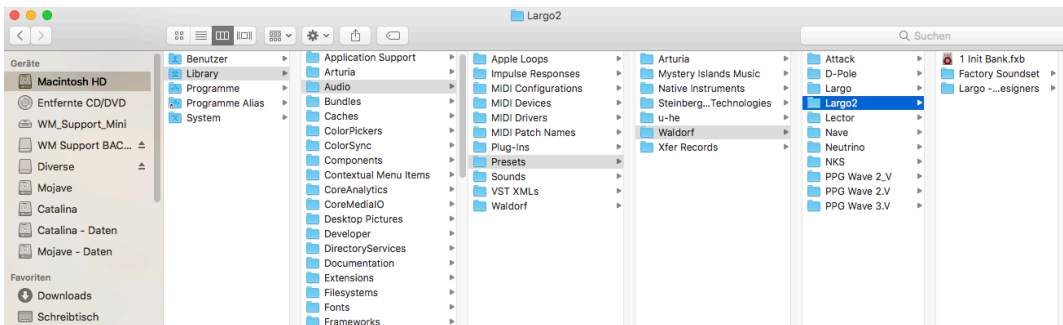 Largo2
Suchen
Geräte
Macintosh HD
Entfernte CD/DVD
WM_Support_Mini
WM Support BAC...
Diverse
Mojave
Catalina
Catalina - Daten
Mojave - Daten
Favoriten
Downloads
Schreibtisch
Benutzer
Library
Programme
Programme Alias
System
Application Support
Arturia
Audio
Bundles
Caches
ColorPickers
ColorSync
Components
Contextual Menu Items
CoreAnalytics
CoreMediaIO
Desktop Pictures
Developer
DirectoryServices
Documentation
Extensions
Filesystems
Fonts
Frameworks
Apple Loops
Impulse Responses
MIDI Configurations
MIDI Devices
MIDI Drivers
MIDI Patch Names
Plug-Ins
Presets
Sounds
VST XMLs
Waldorf
Arturia
Mystery Islands Music
Native Instruments
Steinberg...Technologies
u-he
Waldorf
Xfer Records
Attack
D-Pole
Largo
Largo2
Lector
Nave
Neutrino
NKS
PPG Wave 2_V
PPG Wave 2.V
PPG Wave 3.V
1 Init Bank.fxb
Factory Soundset
Largo -...esigners